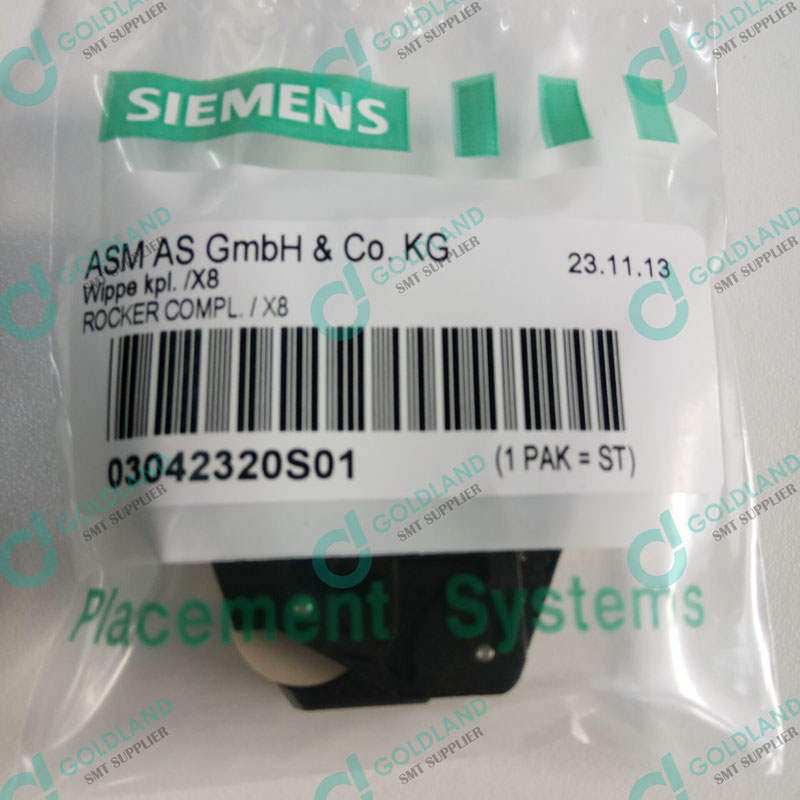 SIEMENS
ASM AS GmbH & Co. KG
23.11.13
Wippe kpl. /X8
ROCKER COMPL. / X8
03042320S01
(1 PAK = ST)
Placement Systems
GOLDLAND
SMT SUPPLIER